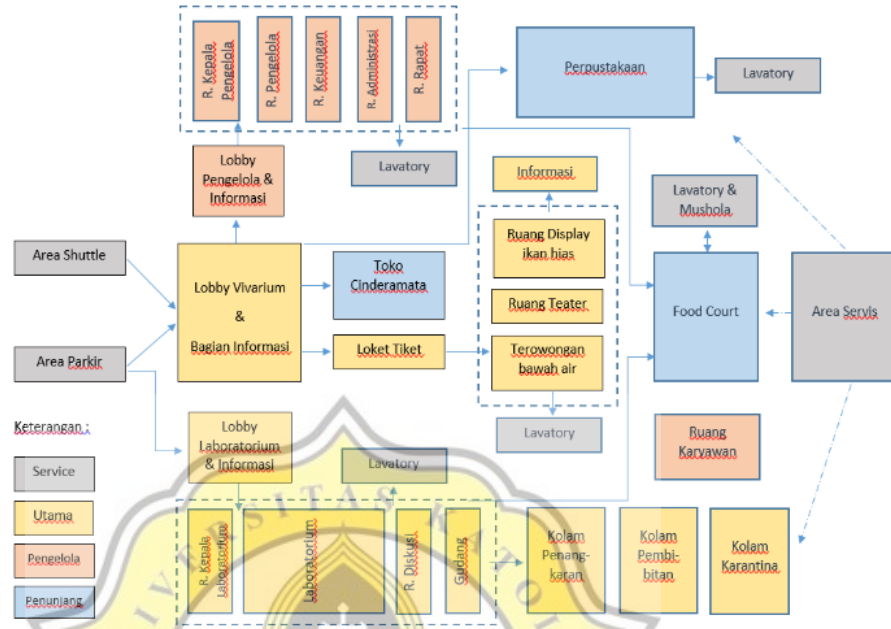 R. Kepala
Pengelola
R. Pengelola
R. Keuangan
R. Administrasi
R. Rapat
Perpustakaan
Lavatory
Lobby
Pengelola &
Informasi
Lavatory
Informasi
Lavatory &
Mushola
Area Shuttle
Lobby Vivarium
&
Bagian Informasi
Toko
Cinderamata
Ruang Display
ikan hias
Ruang Teater
Food Court
Area Servis
Area Parkir
Loket Tiket
Terowongan
bawah air
Keterangan :
Lobby
Laboratorium
& Informasi
Lavatory
Ruang
Karyawan
Service
Lavatory
Utama
R. Kepala
Laboratorium
Laboratorium
R. Diskusi
Gudang
Kolam
Penang-
karan
Kolam
Pembi-
bitan
Kolam
Karantina
Pengelola
Penunjang
IVERSITAS KATO